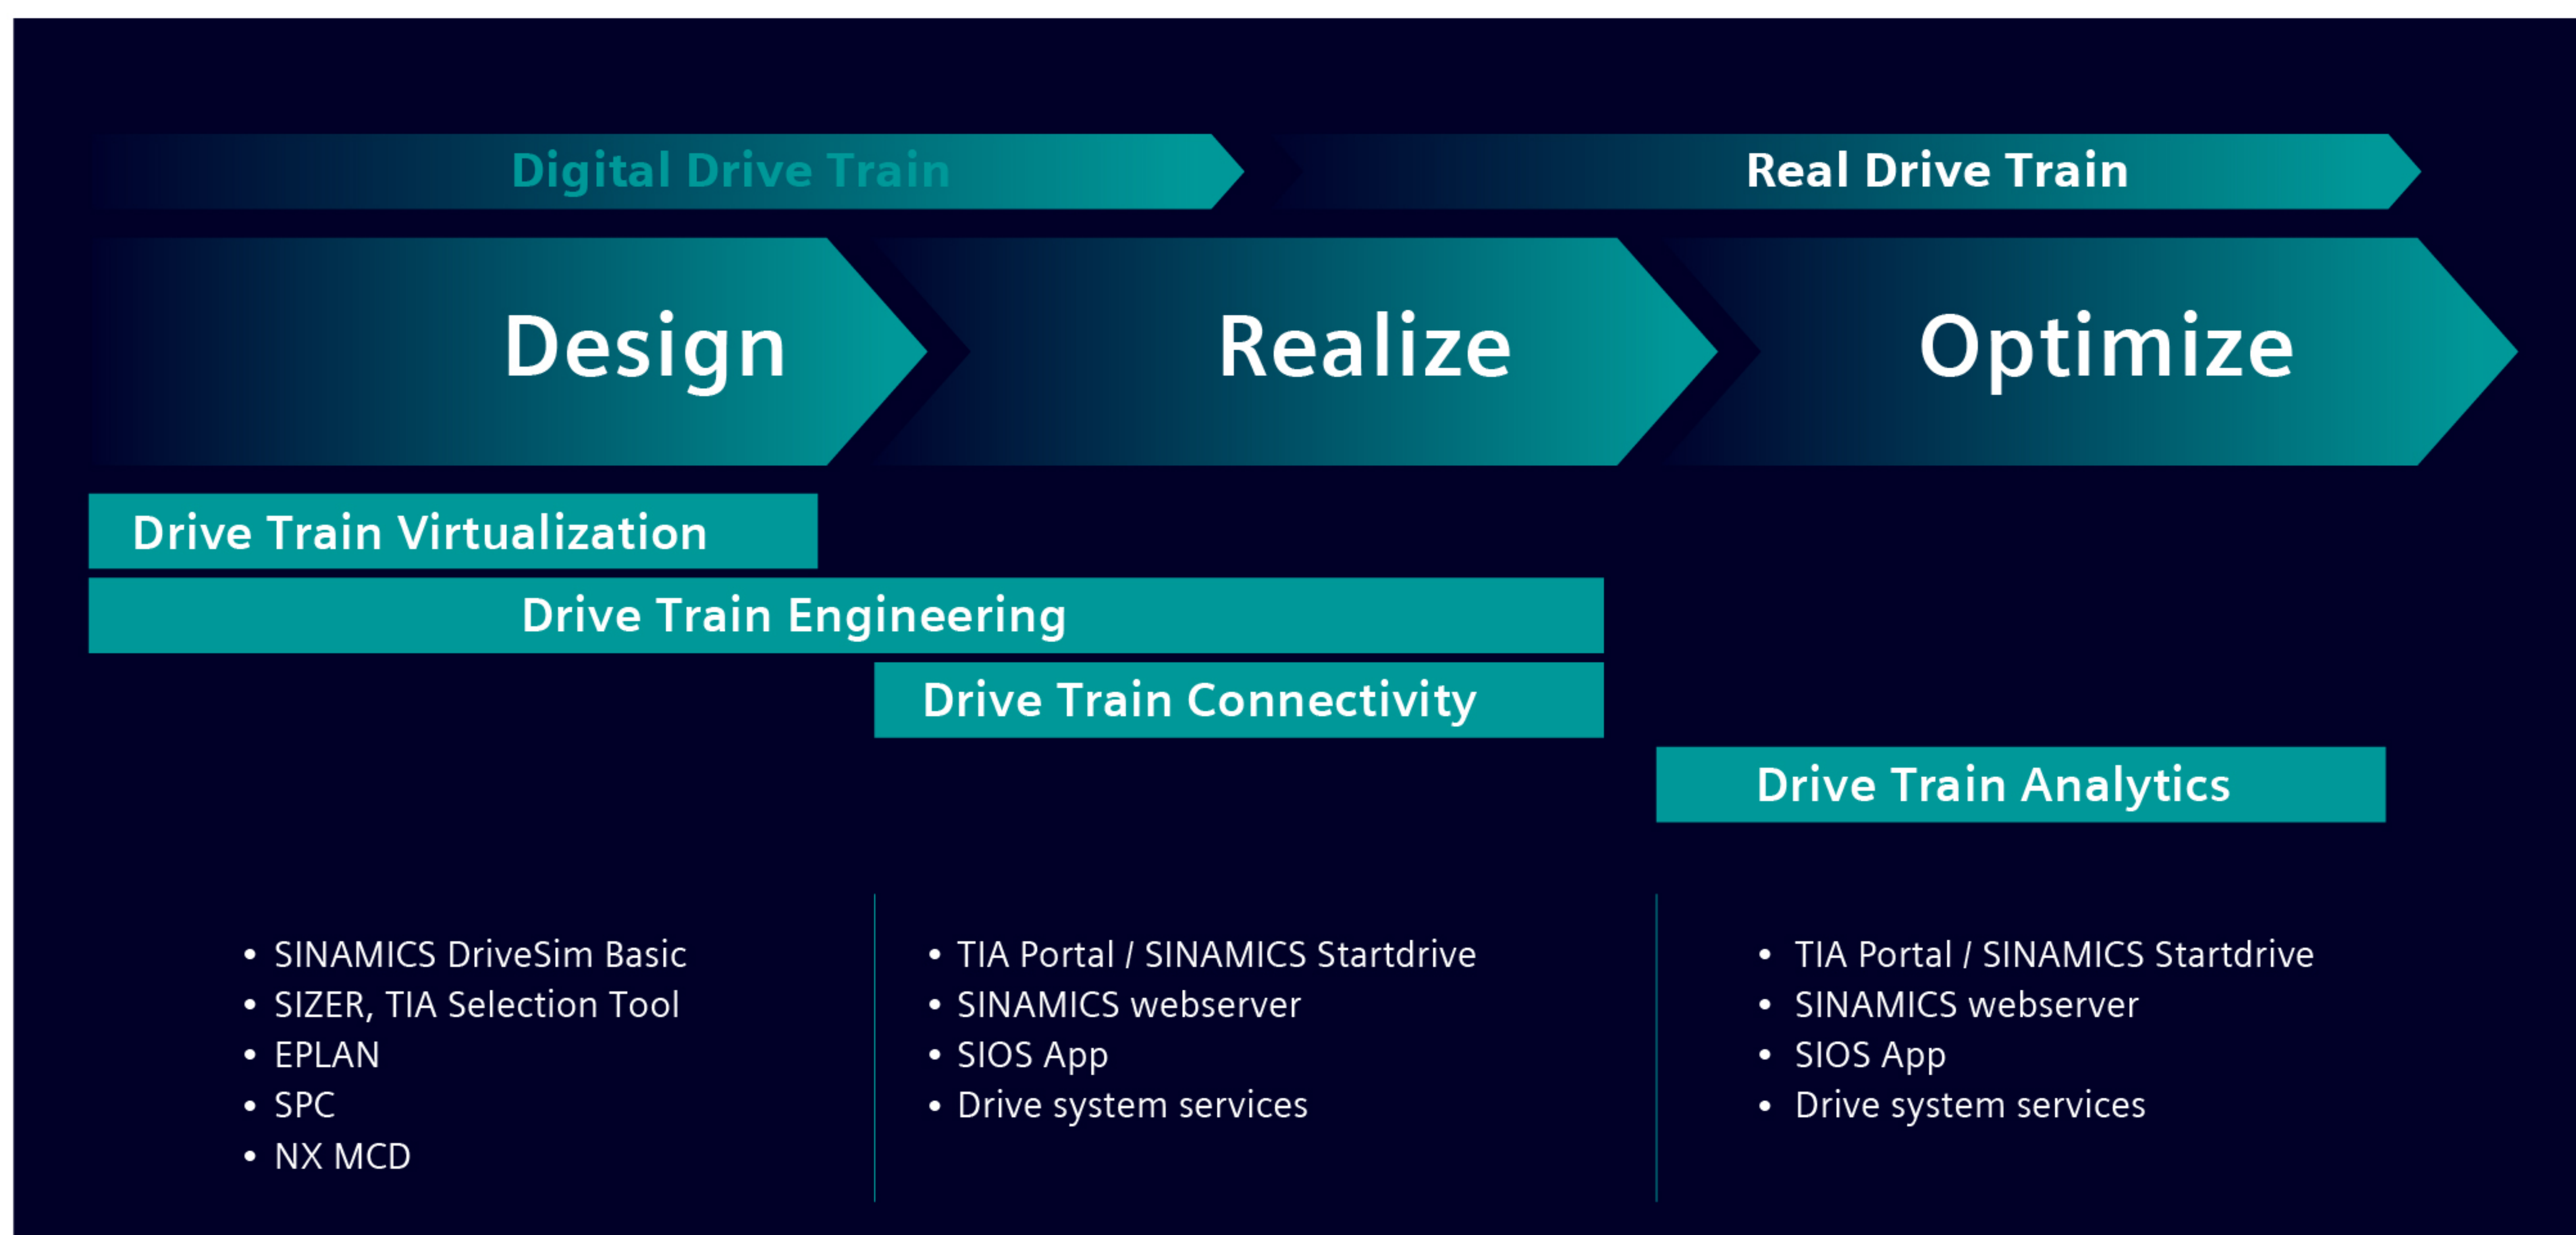 Digital Drive Train
Real Drive Train
Design
Realize
Optimize
Drive Train Virtualization
Drive Train Engineering
Drive Train Connectivity
Drive Train Analytics
• SINAMICS DriveSim Basic
• SIZER, TIA Selection Tool
• EPLAN
• SPC
• NX MCD
• TIA Portal / SINAMICS Startdrive
• SINAMICS webserver
• SIOS App
• Drive system services
• TIA Portal / SINAMICS Startdrive
• SINAMICS webserver
• SIOS App
• Drive system services